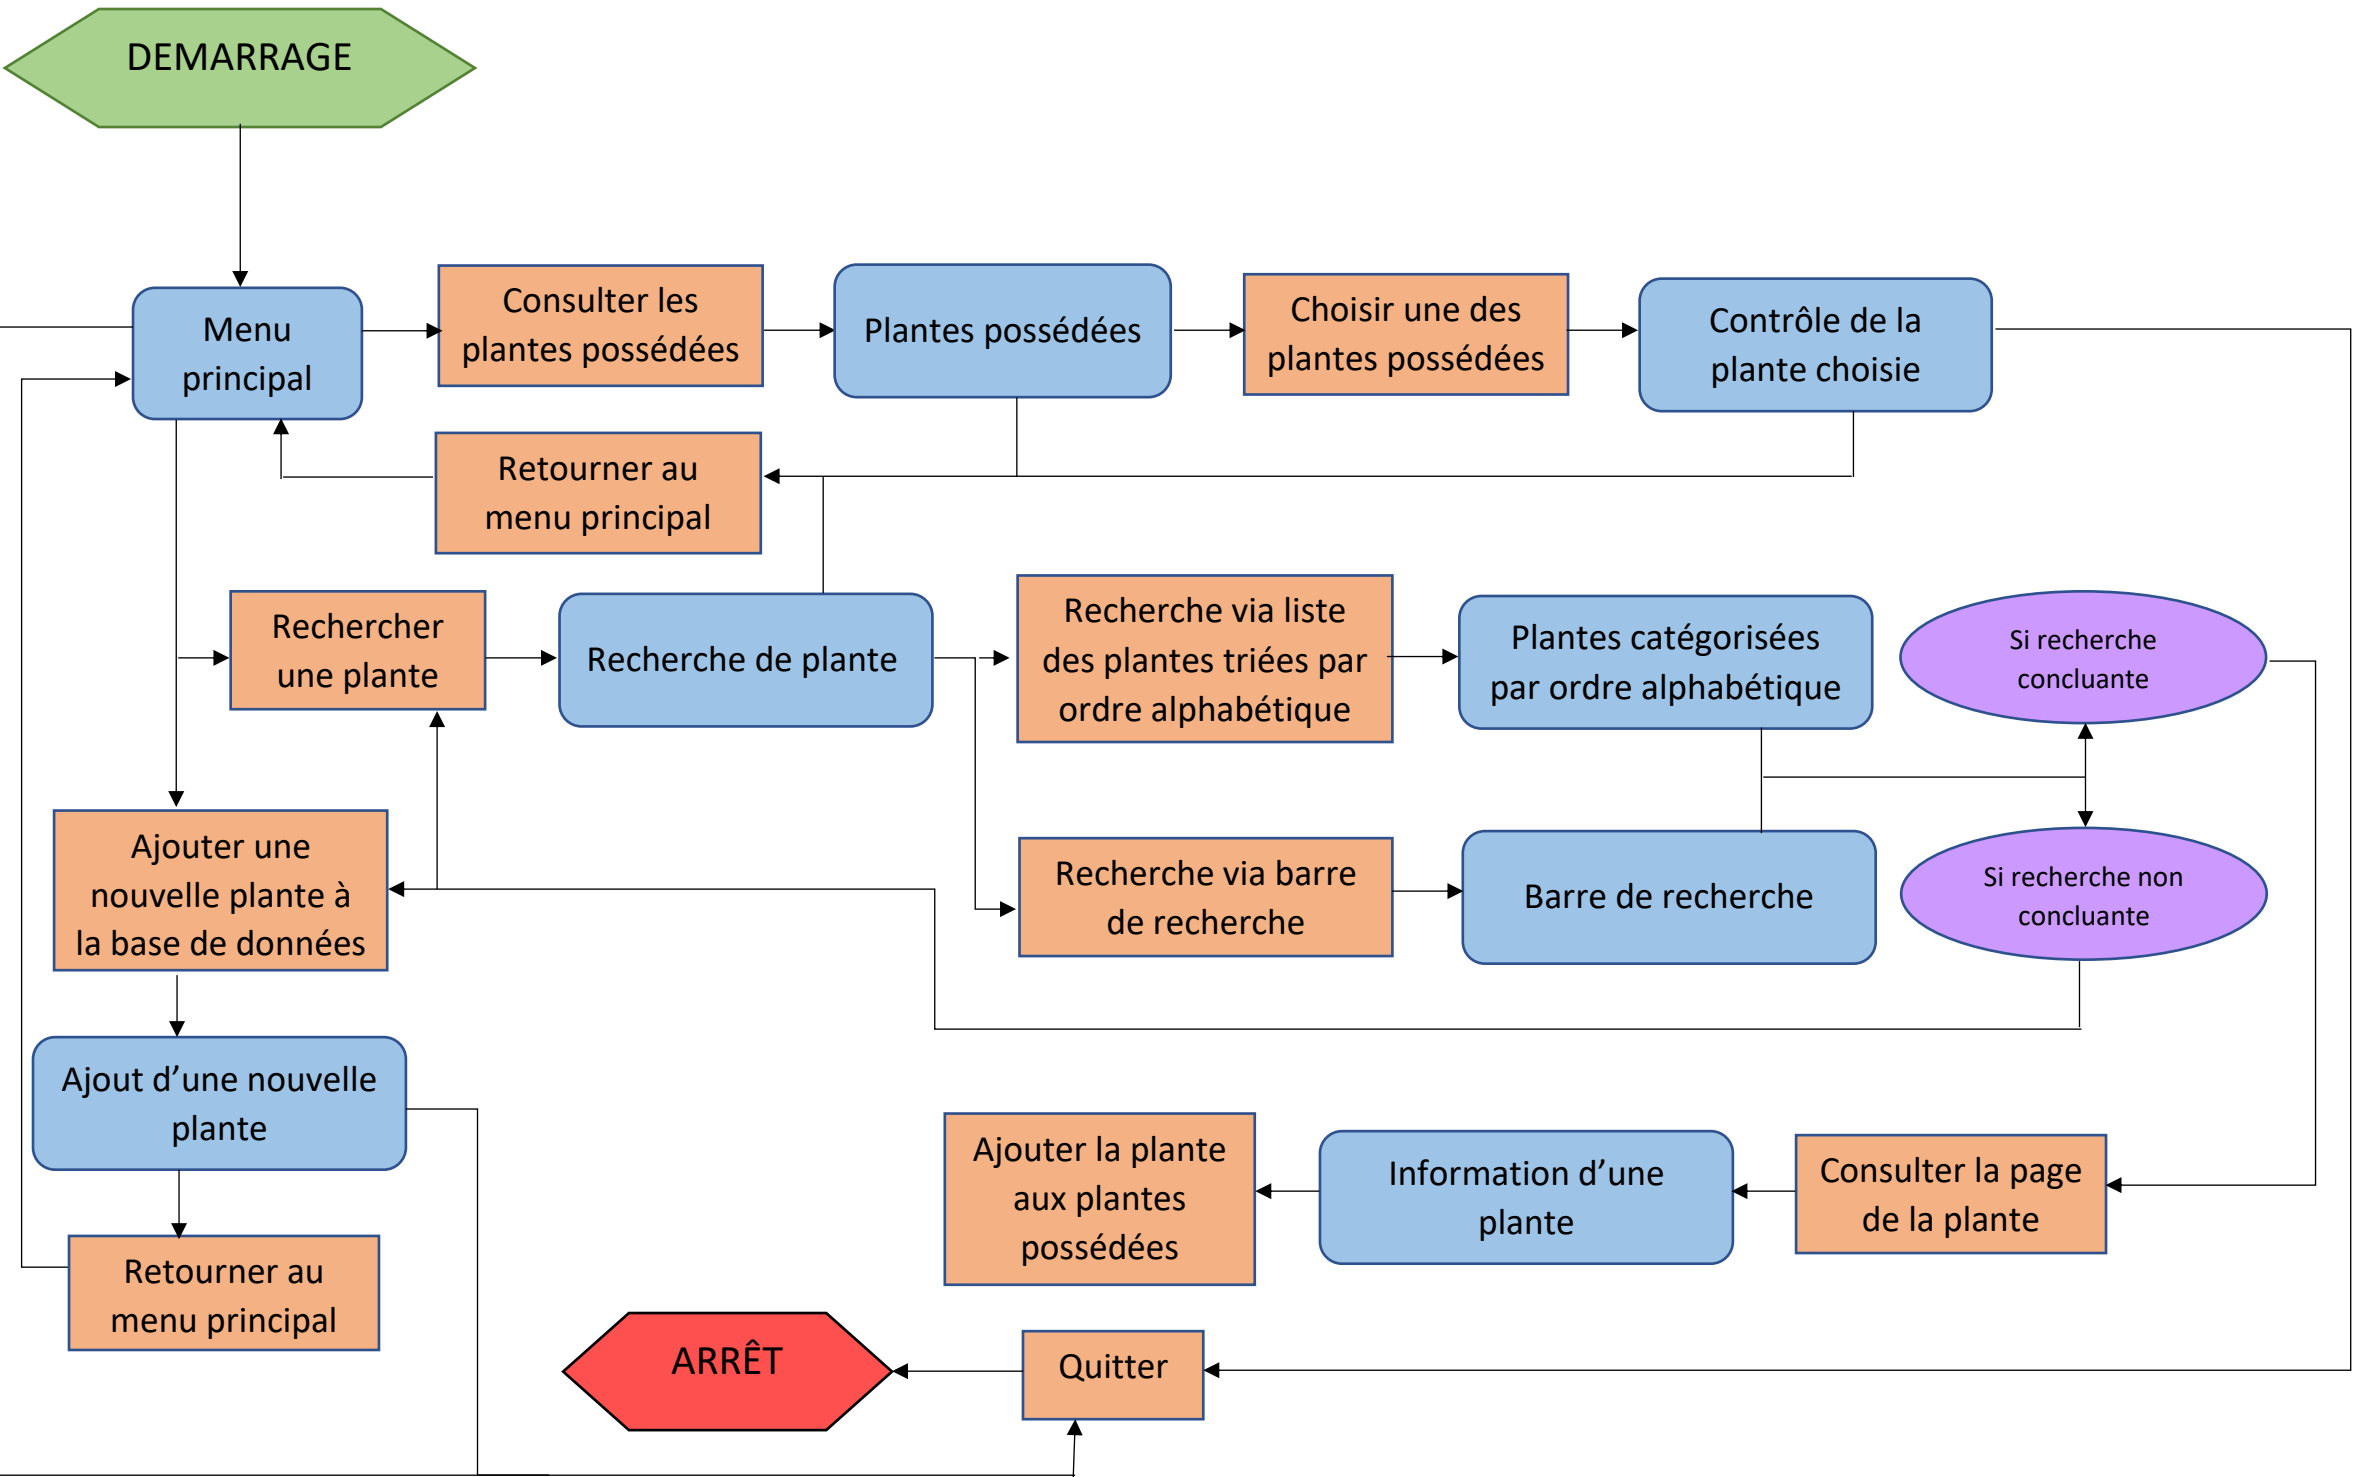 DEMARRAGE
Menu
principal
Consulter les
plantes possédées
Plantes possédées
Choisir une des
plantes possédées
Contrôle de la
plante choisie
Retourner au
menu principal
Rechercher
une plante
Recherche de plante
Recherche via liste
des plantes triées par
ordre alphabétique
Plantes catégorisées
par ordre alphabétique
Si recherche
concluante
Ajouter une
nouvelle plante à
la base de données
Recherche via barre
de recherche
Barre de recherche
Si recherche non
concluante
Ajout d’une nouvelle
plante
Ajouter la plante
aux plantes
possédées
Information d’une
plante
Consulter la page
de la plante
Retourner au
menu principal
ARRÊT
Quitter